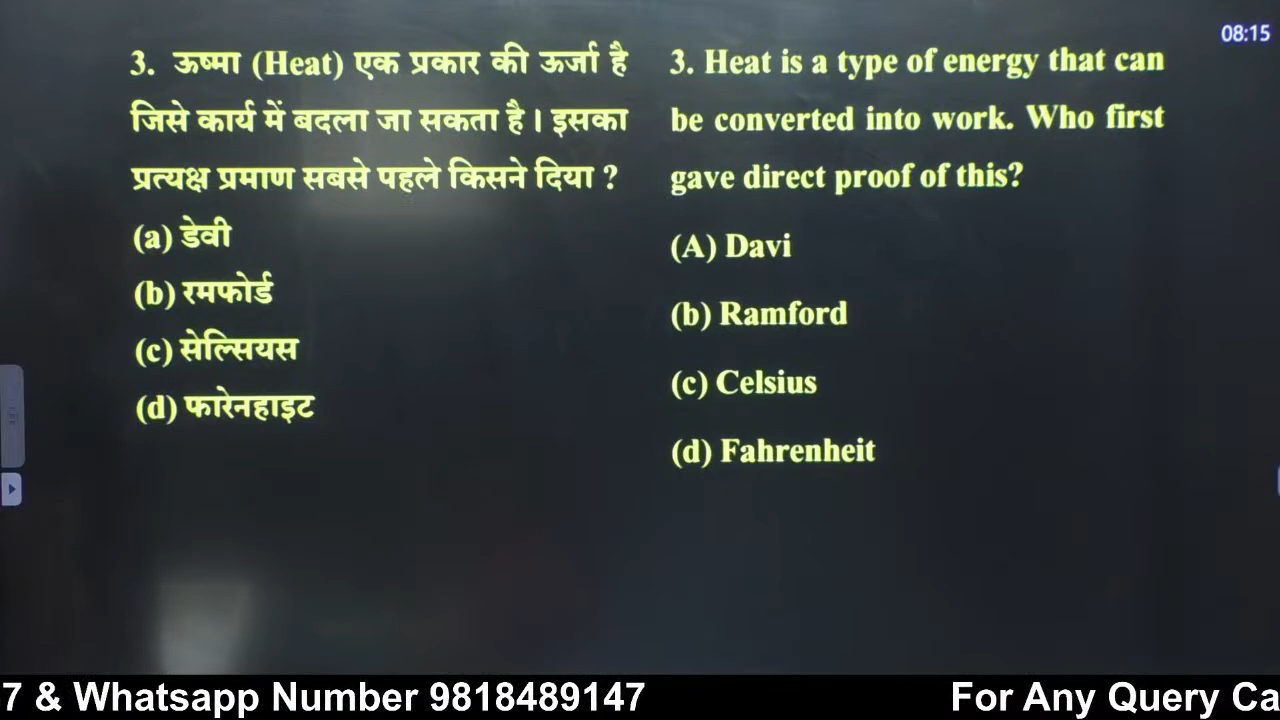 08:15
3. ऊष्मा (Heat) एक प्रकार की ऊर्जा है
जिसे कार्य में बदला जा सकता है। इसका
प्रत्यक्ष प्रमाण सबसे पहले किसने दिया ?
(a) डेवी
(b) रमफोर्ड
(c) सेल्सियस
(d) फारेनहाइट
3. Heat is a type of energy that can
be converted into work. Who first
gave direct proof of this?
(A) Davi
(b) Ramford
(c) Celsius
(d) Fahrenheit
7 & Whatsapp Number 9818489147 For Any Query Ca